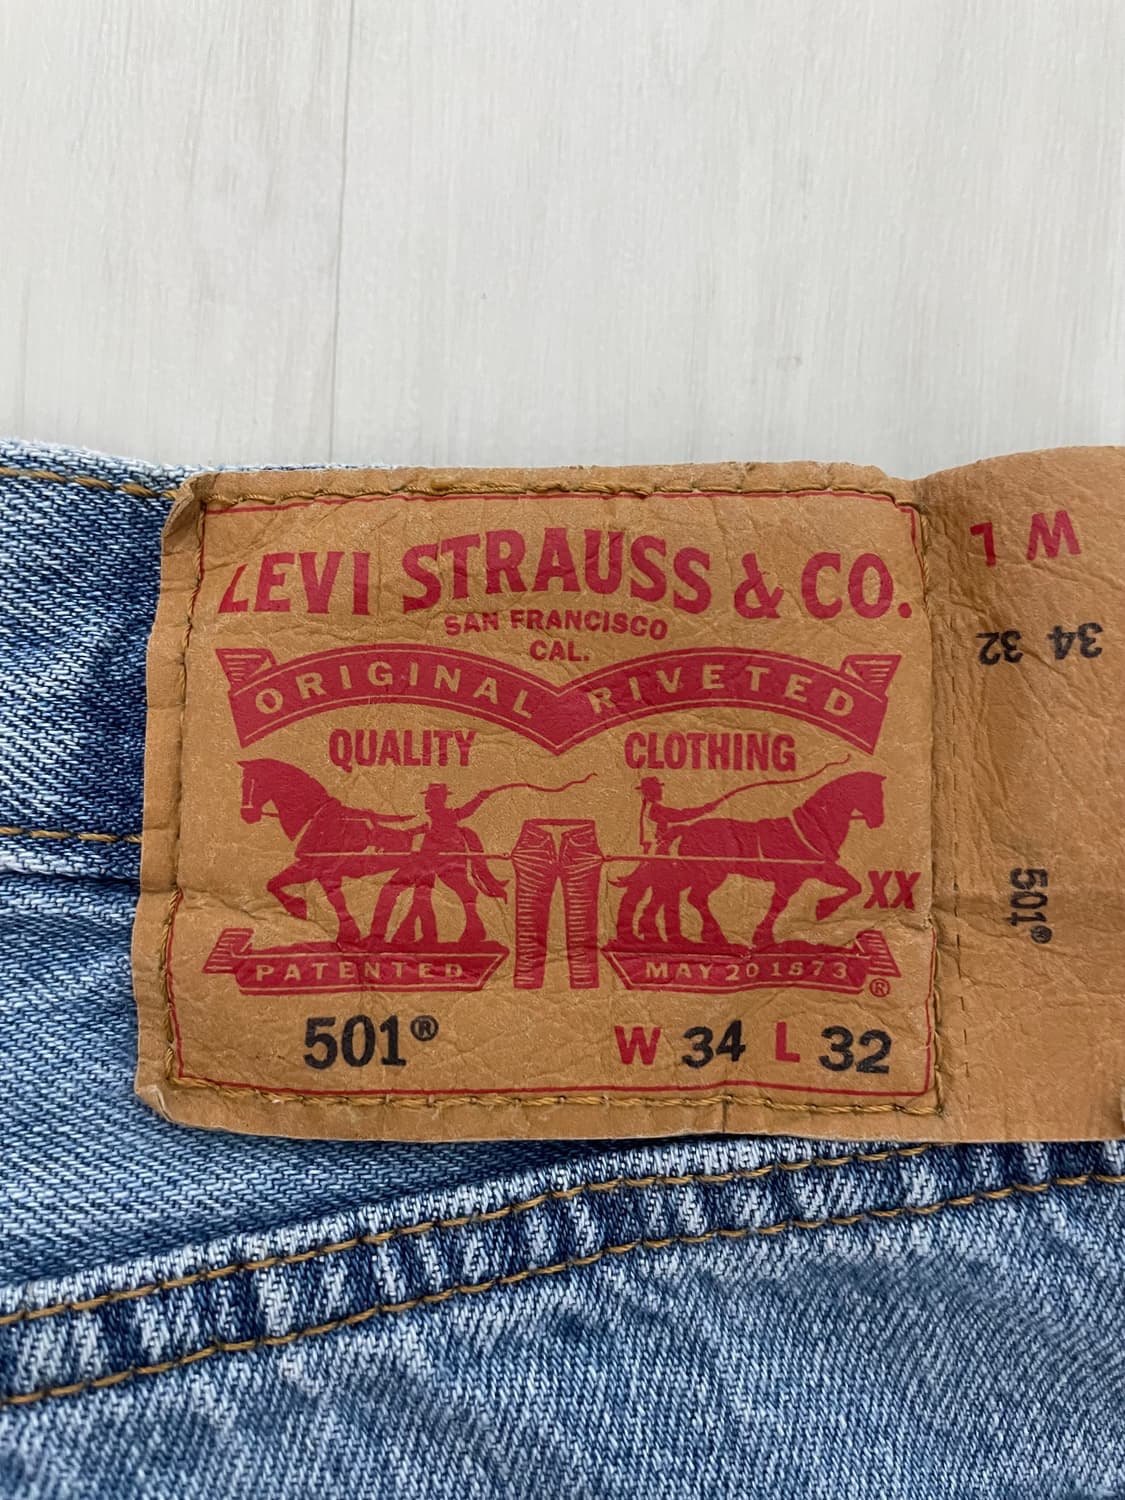 LEVI STRAUSS & CO.
SAN FRANCISCO
CAL.
ORIGINAL RIVETED
QUALITY CLOTHING
XX
PATENTED MAY 20 1873 ®
501® W 34 L 32
W L
34 32
501®